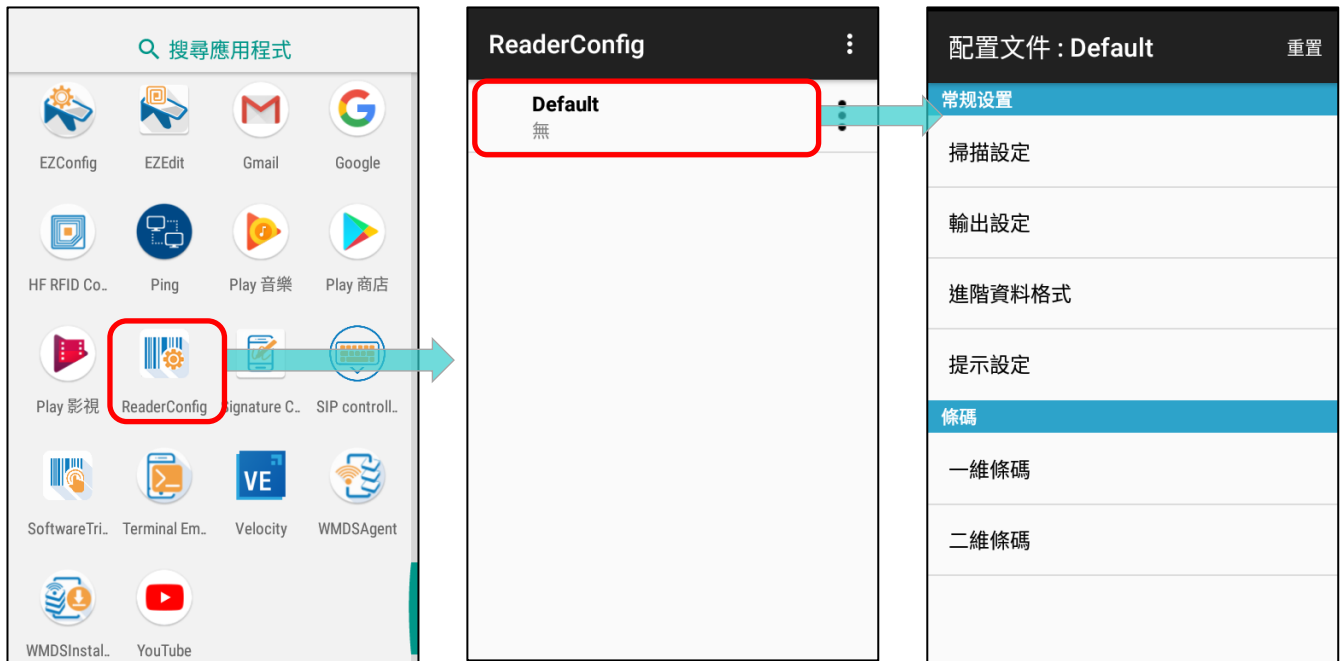 搜尋應用程式
EZConfig
EZEdit
Gmail
Google
HF RFID Co..
Ping
Play 音樂
Play 商店
Play 影視
ReaderConfig
Signature C..
SIP controll..
SoftwareTri..
Terminal Em..
VE
Velocity
WMDSAgent
WMDSInstal..
YouTube
ReaderConfig
Default
無
配置文件 : Default
重置
常规设置
掃描設定
輸出設定
進階資料格式
提示設定
條碼
一維條碼
二維條碼